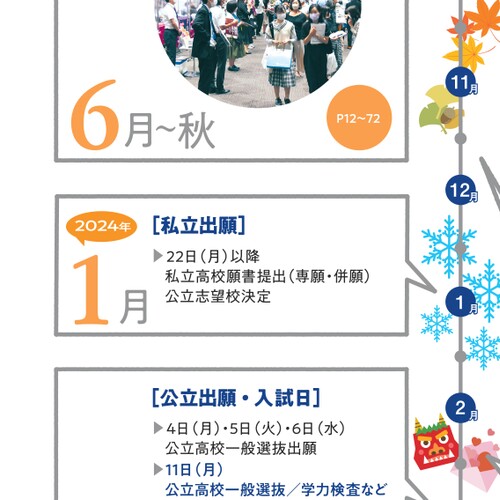 6月~秋
P12~72
11月
12月
2024年
1月
［私立出願］
▶22日（月）以降
私立高校願書提出（専願・併願）
公立志望校決定
1月
［公立出願・入試日］
▶4日（月）・5日（火）・6日（水）
公立高校一般選抜出願
▶11日（月）
公立高校一般選抜／学力検査など
2月